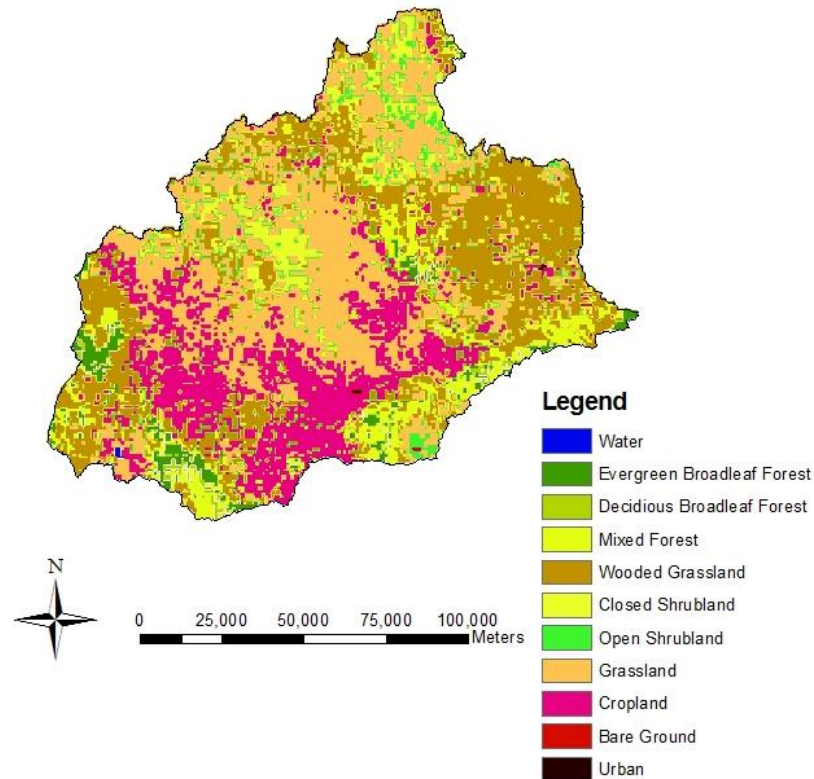 Legend
Water
Evergreen Broadleaf Forest
Decidious Broadleaf Forest
Mixed Forest
Wooded Grassland
Closed Shrubland
Open Shrubland
Grassland
Cropland
Bare Ground
Urban
N
0 25,000 50,000 75,000 100,000
Meters